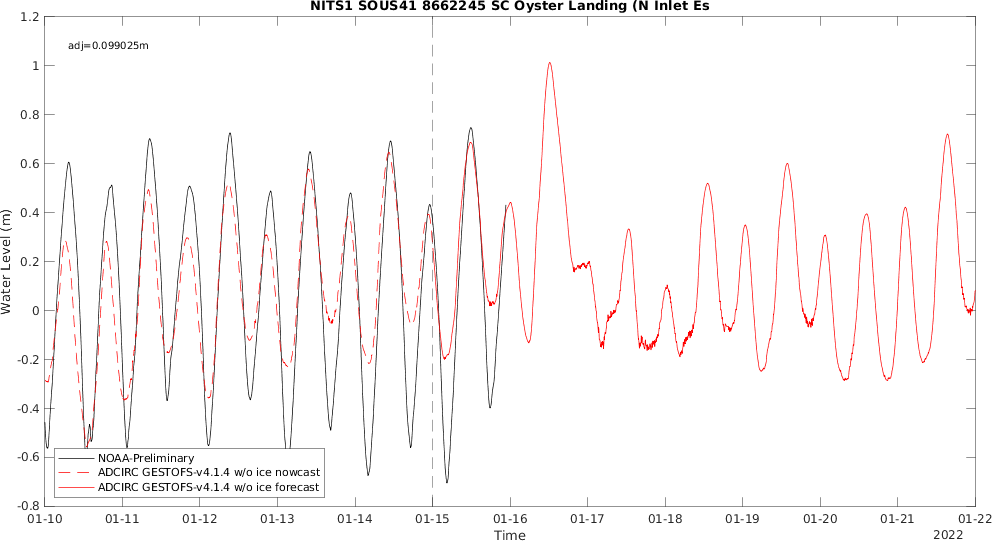 NITS1 SOUS41 8662245 SC Oyster Landing (N Inlet Es
adj=0.099025m
1.2
1
0.8
0.6
0.4
0.2
0
-0.2
-0.4
-0.6
-0.8
Water Level (m)
NOAA-Preliminary
ADCIRC GESTOFS-v4.1.4 w/o ice nowcast
ADCIRC GESTOFS-v4.1.4 w/o ice forecast
01-10 01-11 01-12 01-13 01-14 01-15 01-16 01-17 01-18 01-19 01-20 01-21 01-22
Time
2022